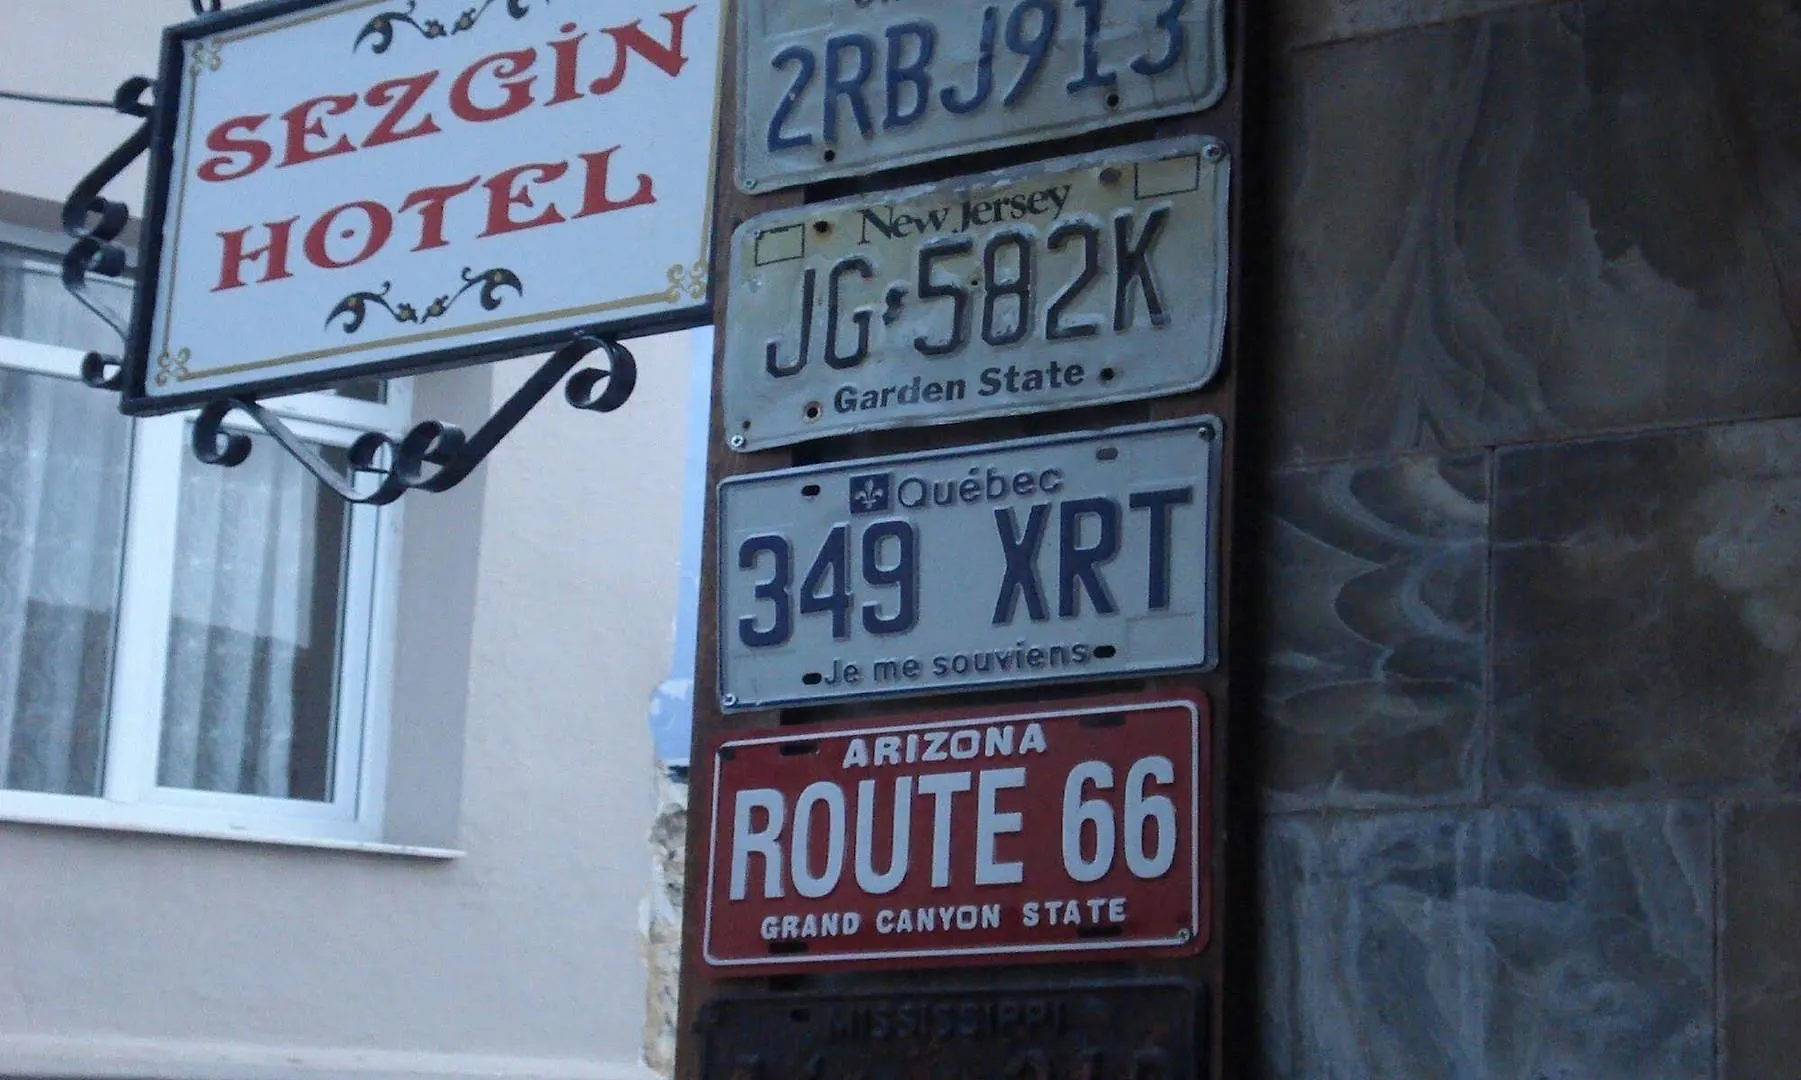 SEZGİN
HOTEL
2RBJ913
New Jersey
JG•582K
Garden State
Québec
349 XRT
Je me souviens
ARIZONA
ROUTE 66
GRAND CANYON STATE
MISSISSIPPI